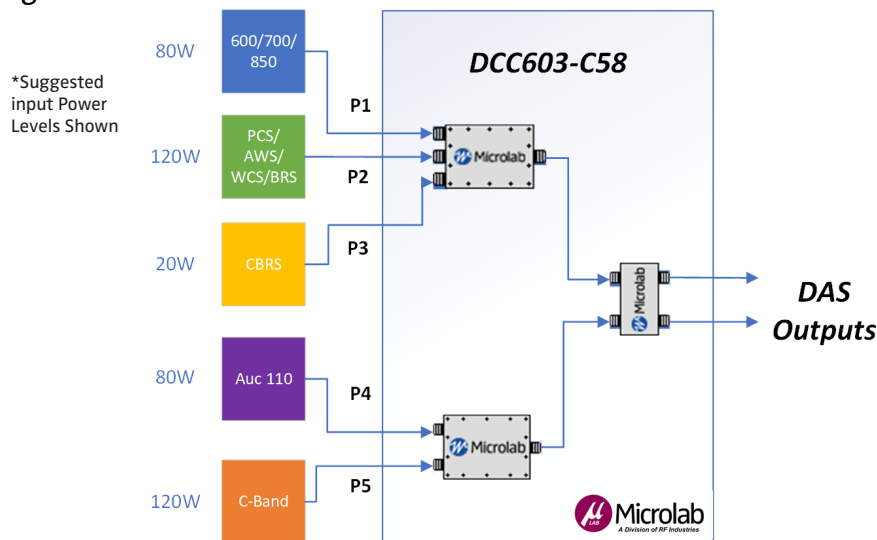 80W
600/700/
850
DCC603-C58
*Suggested
input Power
Levels Shown
P1
120W
PCS/
AWS/
WCS/BRS
P2
Microlab
20W
CBRS
P3
Microlab
DAS
Outputs
80W
Auc 110
P4
Microlab
120W
C-Band
P5
μ
LAB
Microlab
A Division of RF Industries